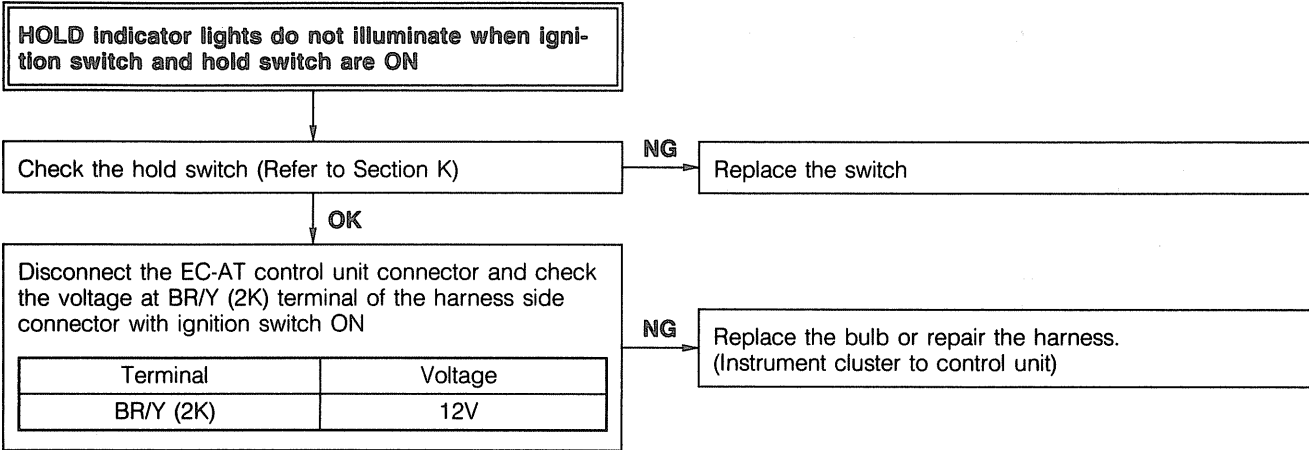 HOLD indicator lights do not illuminate when igni-
tion switch and hold switch are ON
Check the hold switch (Refer to Section K)
NG
Replace the switch
OK
Disconnect the EC-AT control unit connector and check
the voltage at BR/Y (2K) terminal of the harness side
connector with ignition switch ON
NG
Replace the bulb or repair the harness.
(Instrument cluster to control unit)
Terminal Voltage
BR/Y (2K) 12V